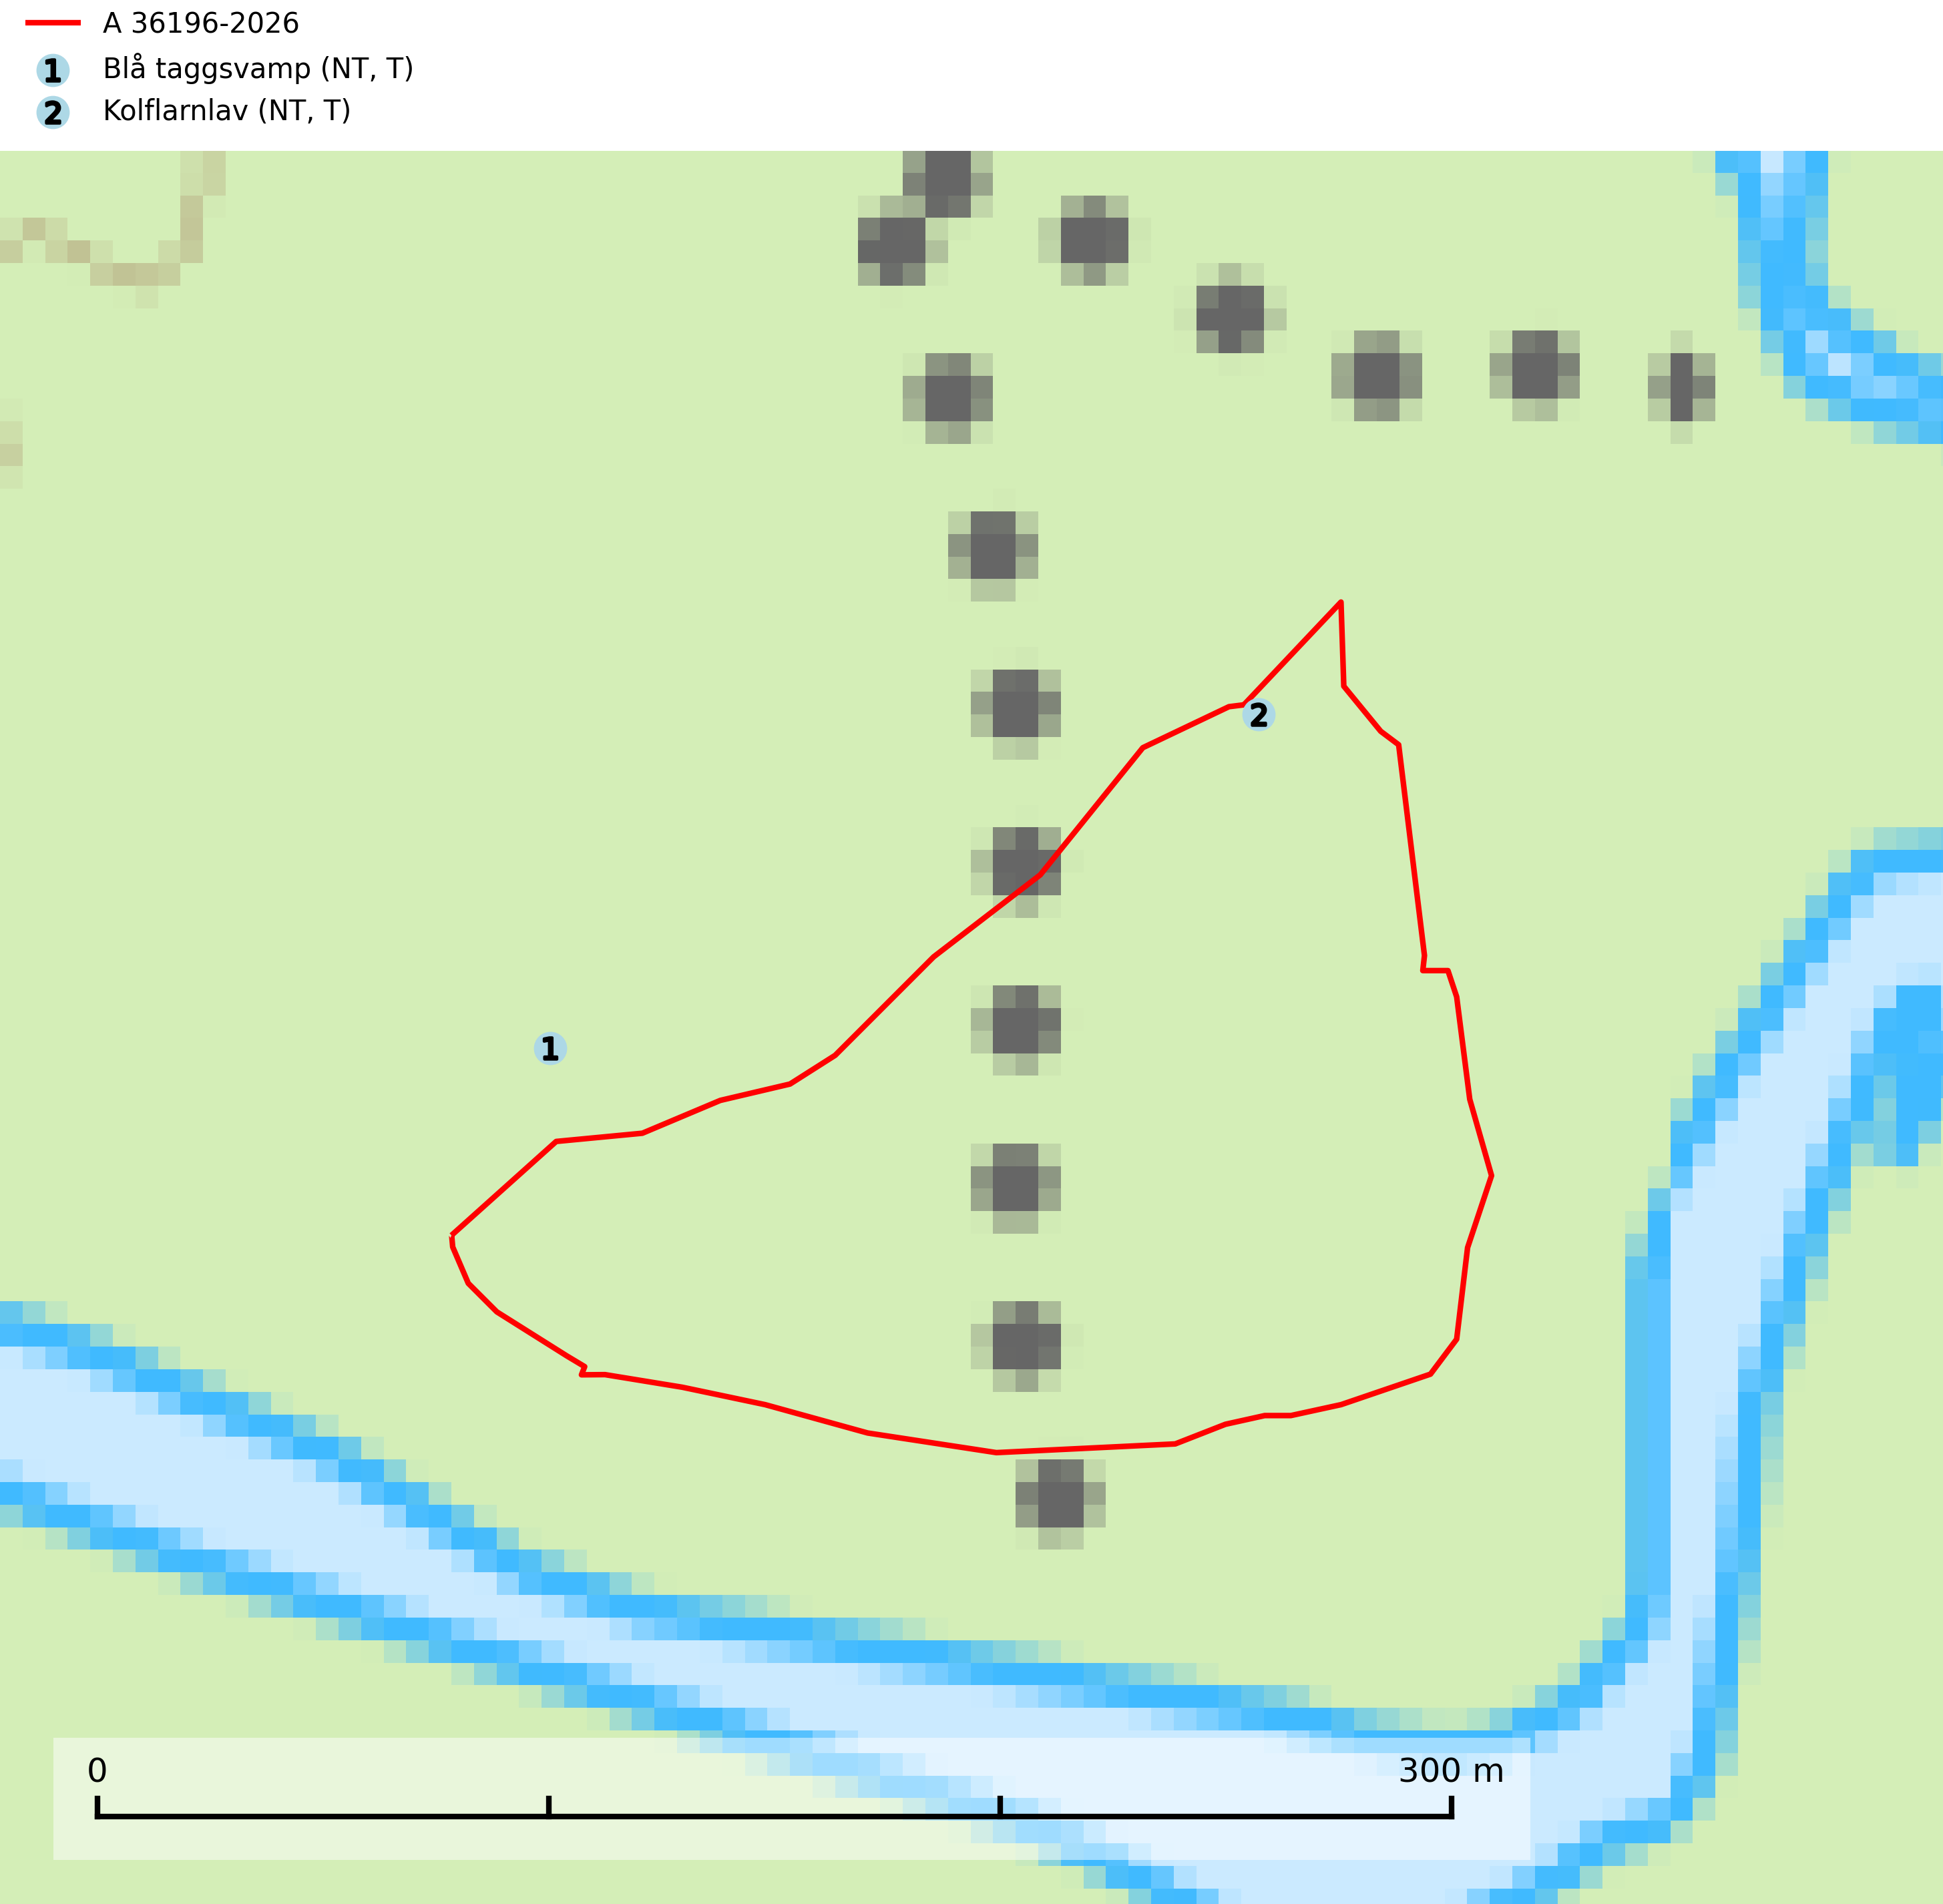 A 36196-2026
1 Blå taggsvamp (NT, T)
2 Kolflarnlav (NT, T)
2
1
0 300 m